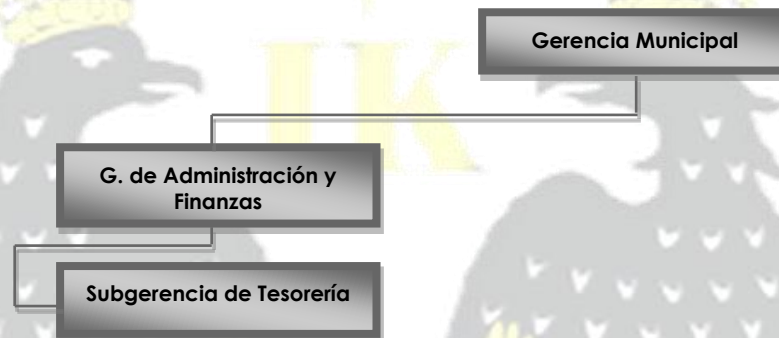 Gerencia Municipal
G. de Administración y
Finanzas
Subgerencia de Tesorería